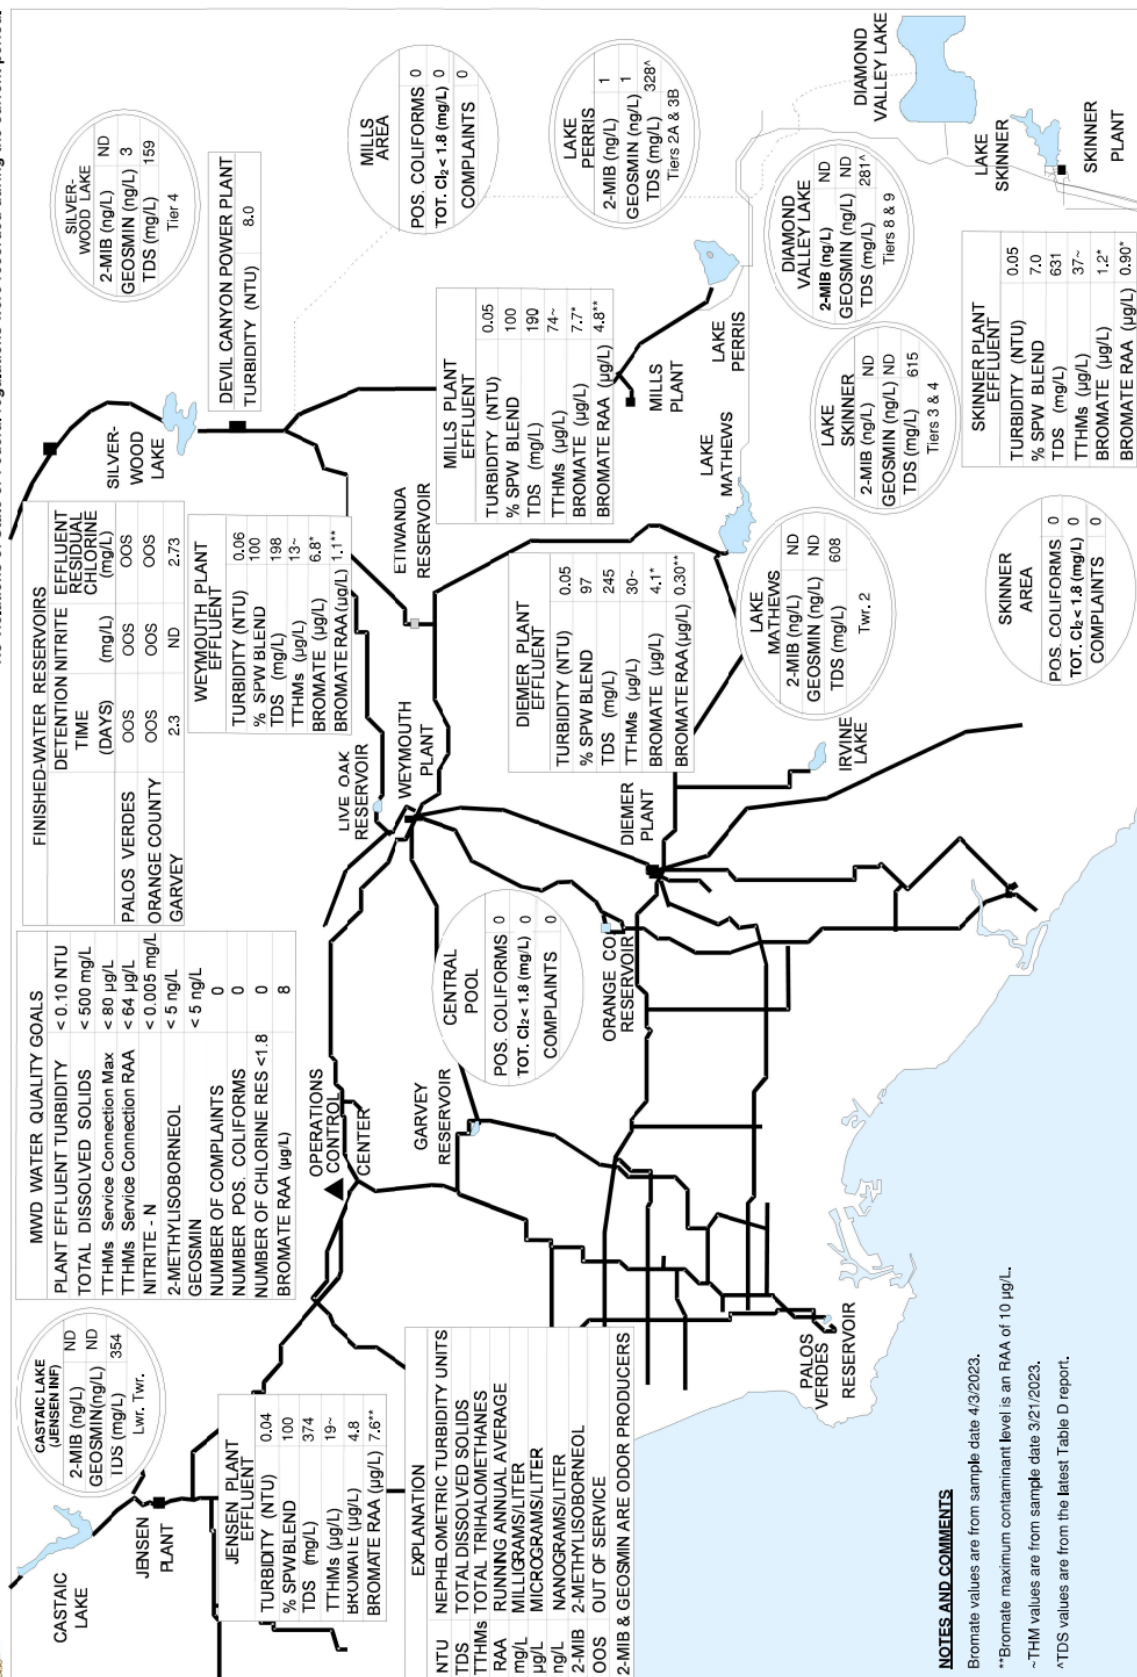 CASTAIC LAKE
(JENSEN INF)
2-MIB (ng/L) ND
GEOSMIN(ng/L) ND
TDS (mg/L) 354
Lwr. Twr.
CASTAIC
LAKE
JENSEN
PLANT
JENSEN PLANT
EFFLUENT
TURBIDITY (NTU) 0.04
% SPW BLEND 100
TDS (mg/L) 374
TTHMs (µg/L) 19~
BROMATE (µg/L) 4.8
BROMATE RAA (µg/L) 7.6**
EXPLANATION
NTU NEPHELOMETRIC TURBIDITY UNITS
TDS TOTAL DISSOLVED SOLIDS
TTHMs TOTAL TRIHALOMETHANES
RAA RUNNING ANNUAL AVERAGE
mg/L MILLIGRAMS/LITER
µg/L MICROGRAMS/LITER
ng/L NANOGRAMS/LITER
2-MIB 2-METHYLISOBORNEOL
OOS OUT OF SERVICE
2-MIB & GEOSMIN ARE ODOR PRODUCERS
MWD WATER QUALITY GOALS
PLANT EFFLUENT TURBIDITY < 0.10 NTU
TOTAL DISSOLVED SOLIDS < 500 mg/L
TTHMs Service Connection Max < 80 µg/L
TTHMs Service Connection RAA < 64 µg/L
NITRITE - N < 0.005 mg/L
2-METHYLISOBORNEOL < 5 ng/L
GEOSMIN < 5 ng/L
NUMBER OF COMPLAINTS 0
NUMBER POS. COLIFORMS 0
NUMBER OF CHLORINE RES <1.8 0
BROMATE RAA (µg/L) 8
FINISHED-WATER RESERVOIRS
DETENTION NITRITE EFFLUENT
TIME RESIDUAL
CHLORINE
(DAYS) (mg/L) (mg/L)
PALOS VERDES OOS OOS OOS
ORANGE COUNTY OOS OOS OOS
GARVEY 2.3 ND 2.73
OPERATIONS
CONTROL
CENTER
LIVE OAK
RESERVOIR
WEYMOUTH
PLANT
WEYMOUTH PLANT
EFFLUENT
TURBIDITY (NTU) 0.06
% SPW BLEND 100
TDS (mg/L) 198
TTHMs (µg/L) 13~
BROMATE (µg/L) 6.8*
BROMATE RAA (µg/L) 1.1**
SILVER-
WOOD
LAKE
SILVER-
WOOD LAKE
2-MIB (ng/L) ND
GEOSMIN (ng/L) 3
TDS (mg/L) 159
Tier 4
DEVIL CANYON POWER PLANT
TURBIDITY (NTU) 8.0
ETIWANDA
RESERVOIR
MILLS
AREA
POS. COLIFORMS 0
TOT. Cl₂ < 1.8 (mg/L) 0
COMPLAINTS 0
MILLS PLANT
EFFLUENT
TURBIDITY (NTU) 0.05
% SPW BLEND 100
TDS (mg/L) 190
TTHMs (µg/L) 74~
BROMATE (µg/L) 7.7*
BROMATE RAA (µg/L) 4.8**
GARVEY
RESERVOIR
CENTRAL
POOL
POS. COLIFORMS 0
TOT. Cl₂ < 1.8 (mg/L) 0
COMPLAINTS 0
DIEMER PLANT
EFFLUENT
TURBIDITY (NTU) 0.05
% SPW BLEND 97
TDS (mg/L) 245
TTHMs (µg/L) 30~
BROMATE (µg/L) 4.1*
BROMATE RAA (µg/L) 0.30**
LAKE
PERRIS
2-MIB (ng/L) 1
GEOSMIN (ng/L) 1
TDS (mg/L) 328^
Tiers 2A & 3B
MILLS
PLANT
LAKE
PERRIS
LAKE
MATHEWS
ORANGE CO
RESERVOIR
DIEMER
PLANT
LAKE
MATHEWS
2-MIB (ng/L) ND
GEOSMIN (ng/L) ND
TDS (mg/L) 608
Twr. 2
IRVINE
LAKE
DIAMOND
VALLEY LAKE
2-MIB (ng/L) ND
GEOSMIN (ng/L) ND
TDS (mg/L) 281^
Tiers 8 & 9
DIAMOND
VALLEY LAKE
LAKE
SKINNER
2-MIB (ng/L) ND
GEOSMIN (ng/L) ND
TDS (mg/L) 615
Tiers 3 & 4
LAKE
SKINNER
SKINNER
PLANT
SKINNER PLANT
EFFLUENT
TURBIDITY (NTU) 0.05
% SPW BLEND 7.0
TDS (mg/L) 631
TTHMs (µg/L) 37~
BROMATE (µg/L) 1.2*
BROMATE RAA (µg/L) 0.90*
SKINNER
AREA
POS. COLIFORMS 0
TOT. Cl₂ < 1.8 (mg/L) 0
COMPLAINTS 0
PALOS
VERDES
RESERVOIR
NOTES AND COMMENTS
Bromate values are from sample date 4/3/2023.
**Bromate maximum contaminant level is an RAA of 10 µg/L.
~THM values are from sample date 3/21/2023.
^TDS values are from the latest Table D report.